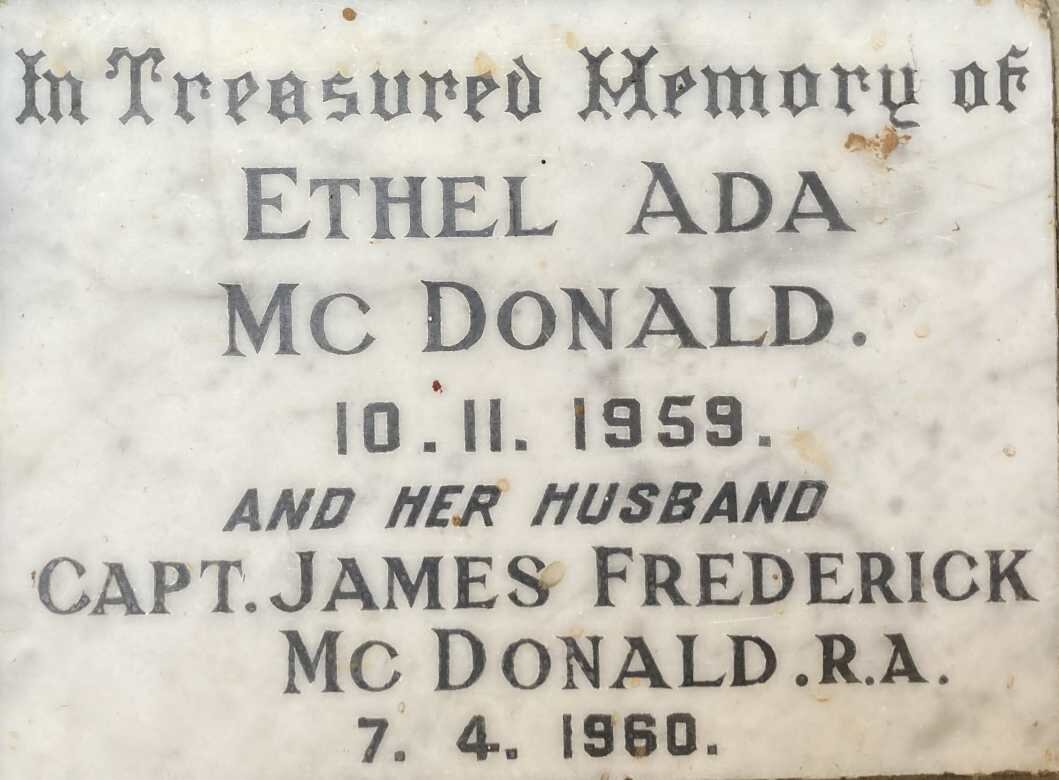 In Treasured Memory of
ETHEL ADA
MC DONALD.
10.11.1959.
AND HER HUSBAND
CAPT. JAMES FREDERICK
MC DONALD.R.A.
7.4.1960.